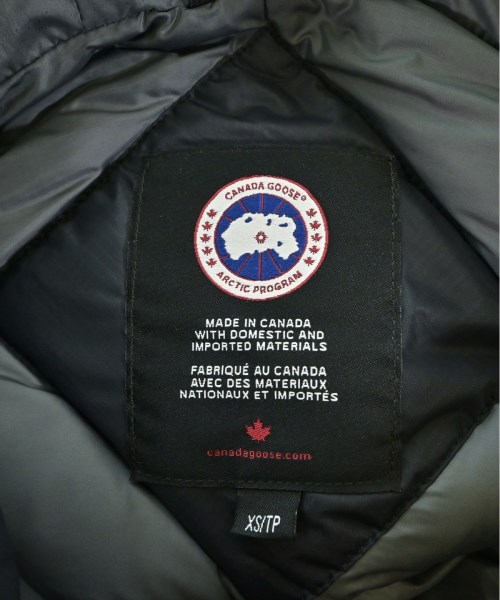 CANADA GOOSE®
ARCTIC PROGRAM
MADE IN CANADA
WITH DOMESTIC AND
IMPORTED MATERIALS
FABRIQUÉ AU CANADA
AVEC DES MATERIAUX
NATIONAUX ET IMPORTÉS
canadagoose.com
XS/TP